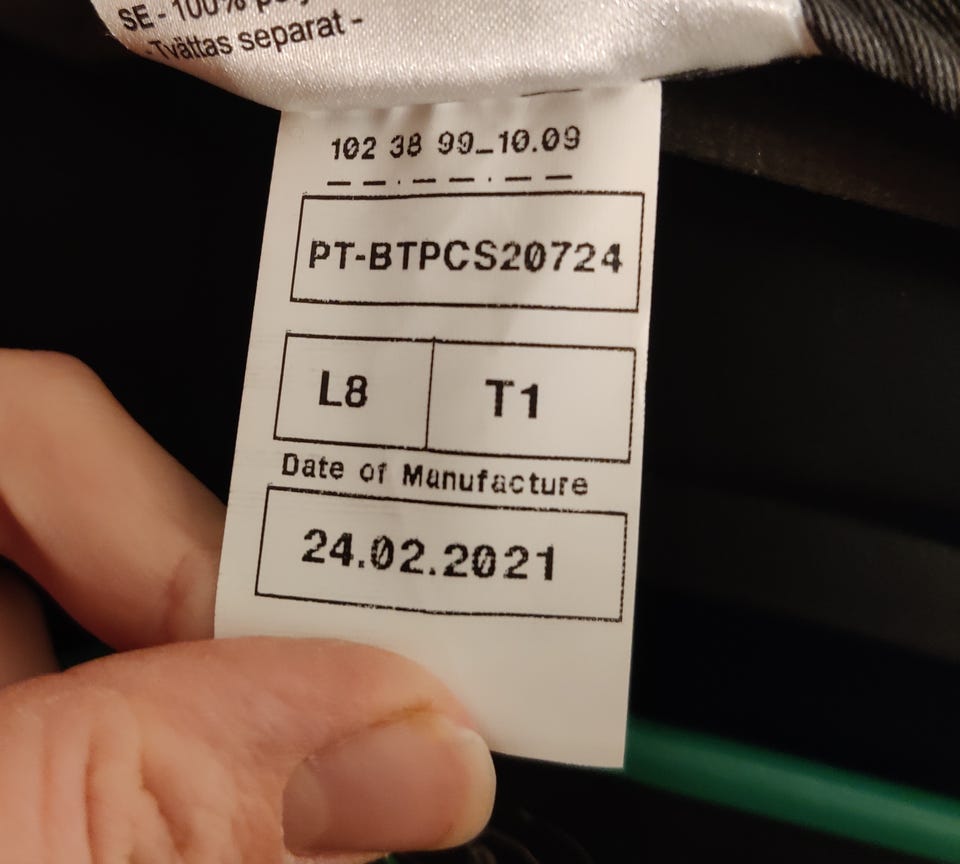 SE - 100%
Tvättas separat -
102 38 99_10.09
PT-BTPCS20724
L8 T1
Date of Manufacture
24.02.2021